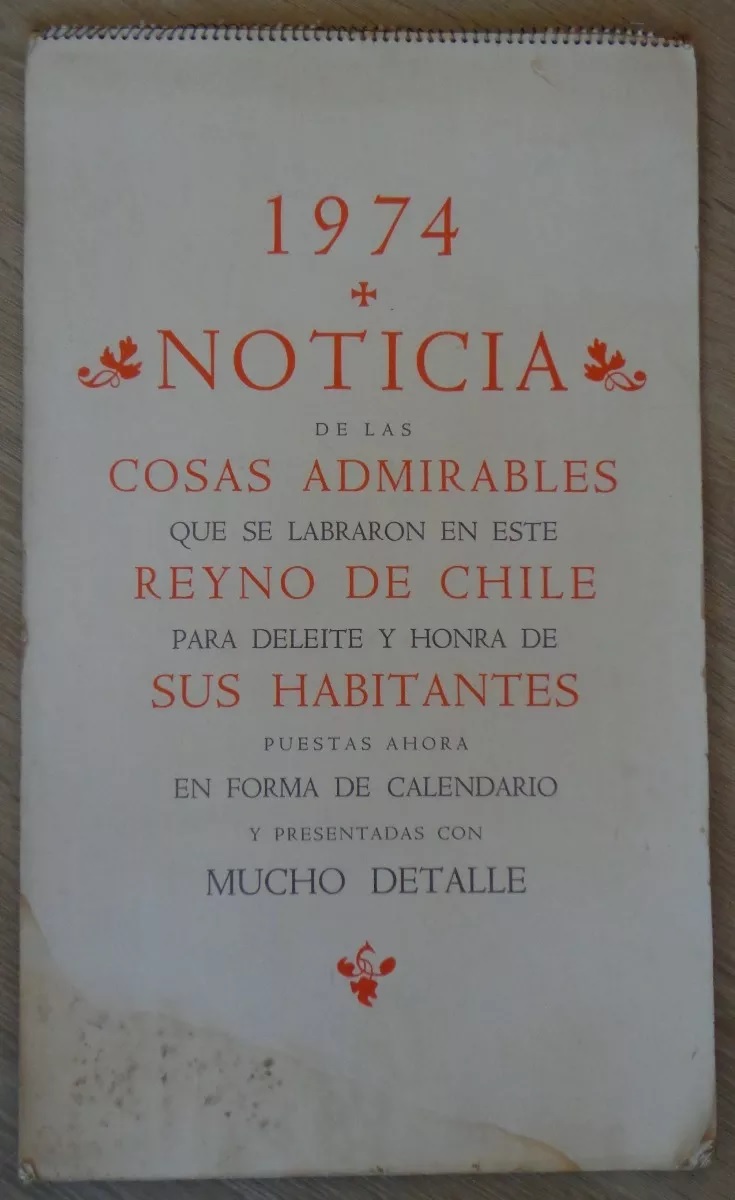 1974
NOTICIA
DE LAS
COSAS ADMIRABLES
QUE SE LABRARON EN ESTE
REYNO DE CHILE
PARA DELEITE Y HONRA DE
SUS HABITANTES
PUESTAS AHORA
EN FORMA DE CALENDARIO
Y PRESENTADAS CON
MUCHO DETALLE